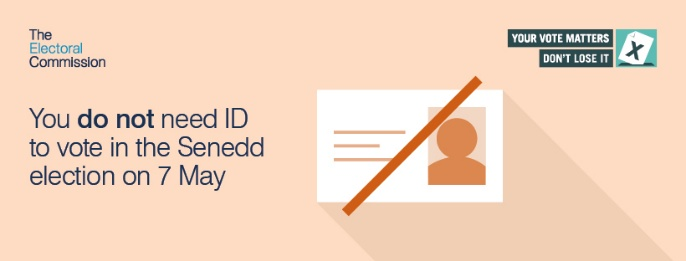 The
Electoral
Commission
YOUR VOTE MATTERS
DON'T LOSE IT
X
You do not need ID
to vote in the Senedd
election on 7 May